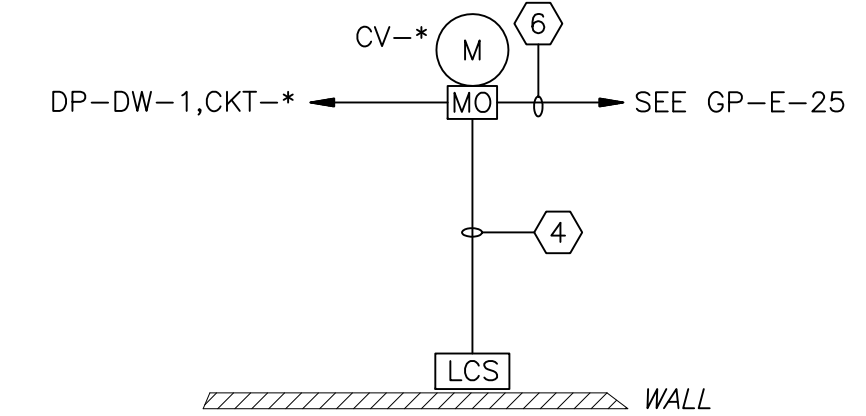 6
CV-*
M
DP-DW-1,CKT-*
MO
SEE GP-E-25
4
LCS
WALL